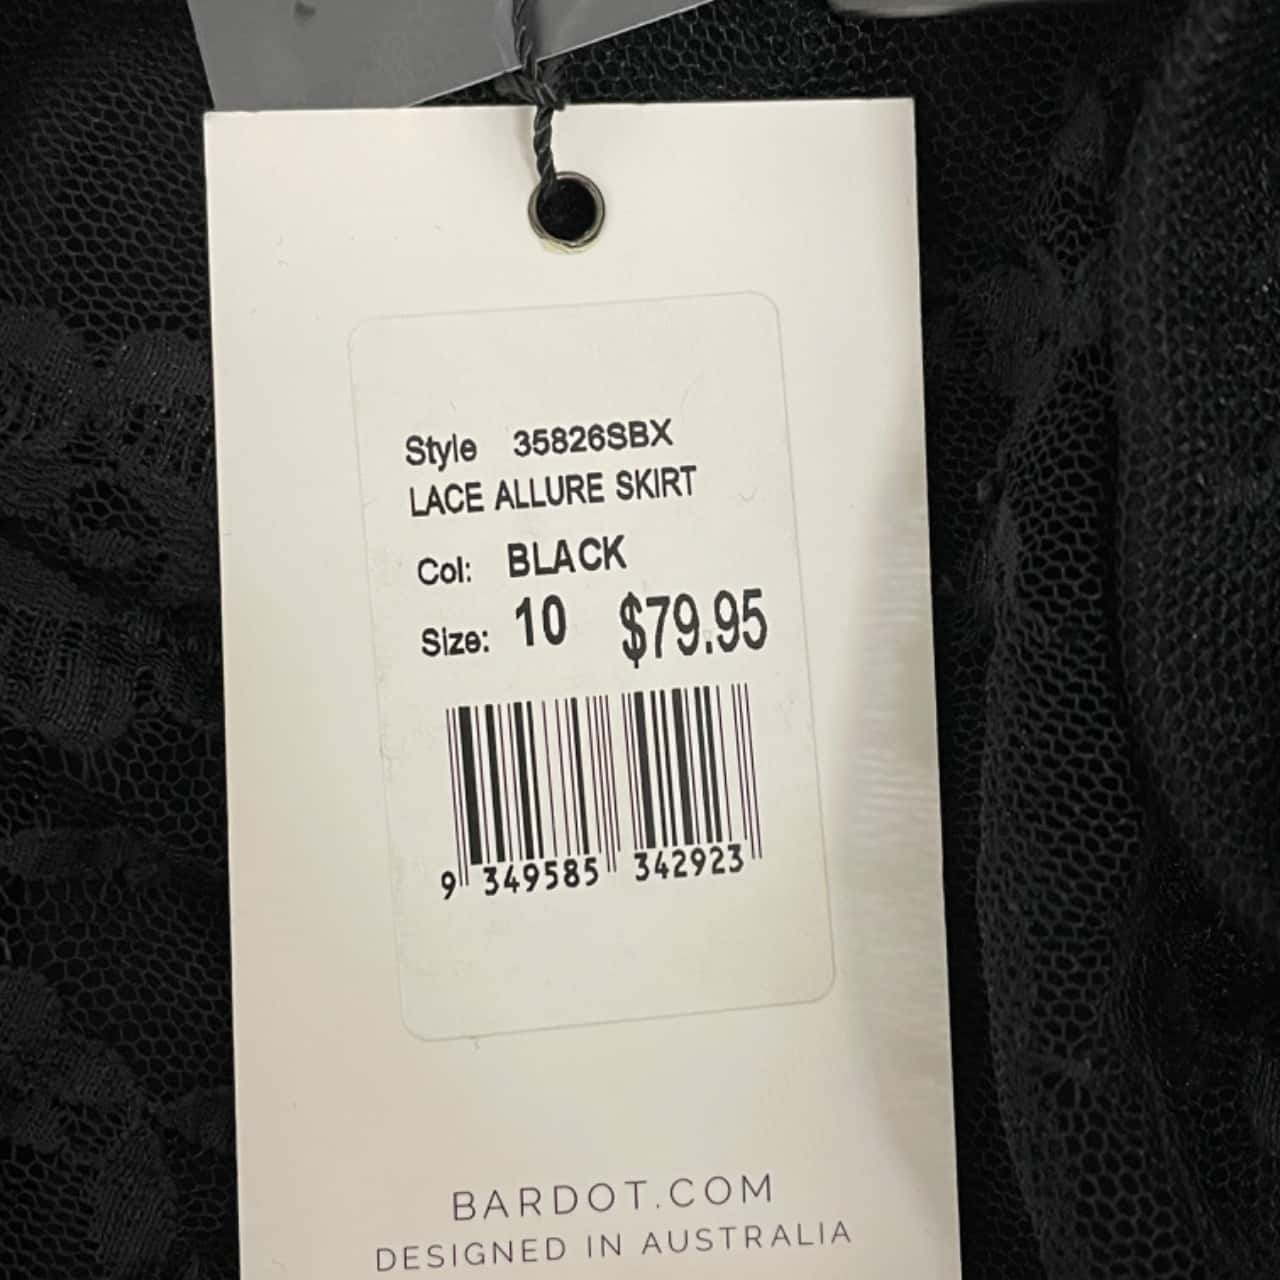 Style 35826SBX
LACE ALLURE SKIRT
Col: BLACK
Size: 10 $79.95
9 349585 342923
BARDOT.COM
DESIGNED IN AUSTRALIA